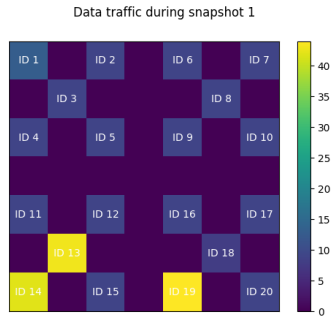 Data traffic during snapshot 1
ID 1 ID 2 ID 6 ID 7
ID 3 ID 8
ID 4 ID 5 ID 9 ID 10
ID 11 ID 12 ID 16 ID 17
ID 13 ID 18
ID 14 ID 15 ID 19 ID 20
40
35
30
25
20
15
10
5
0